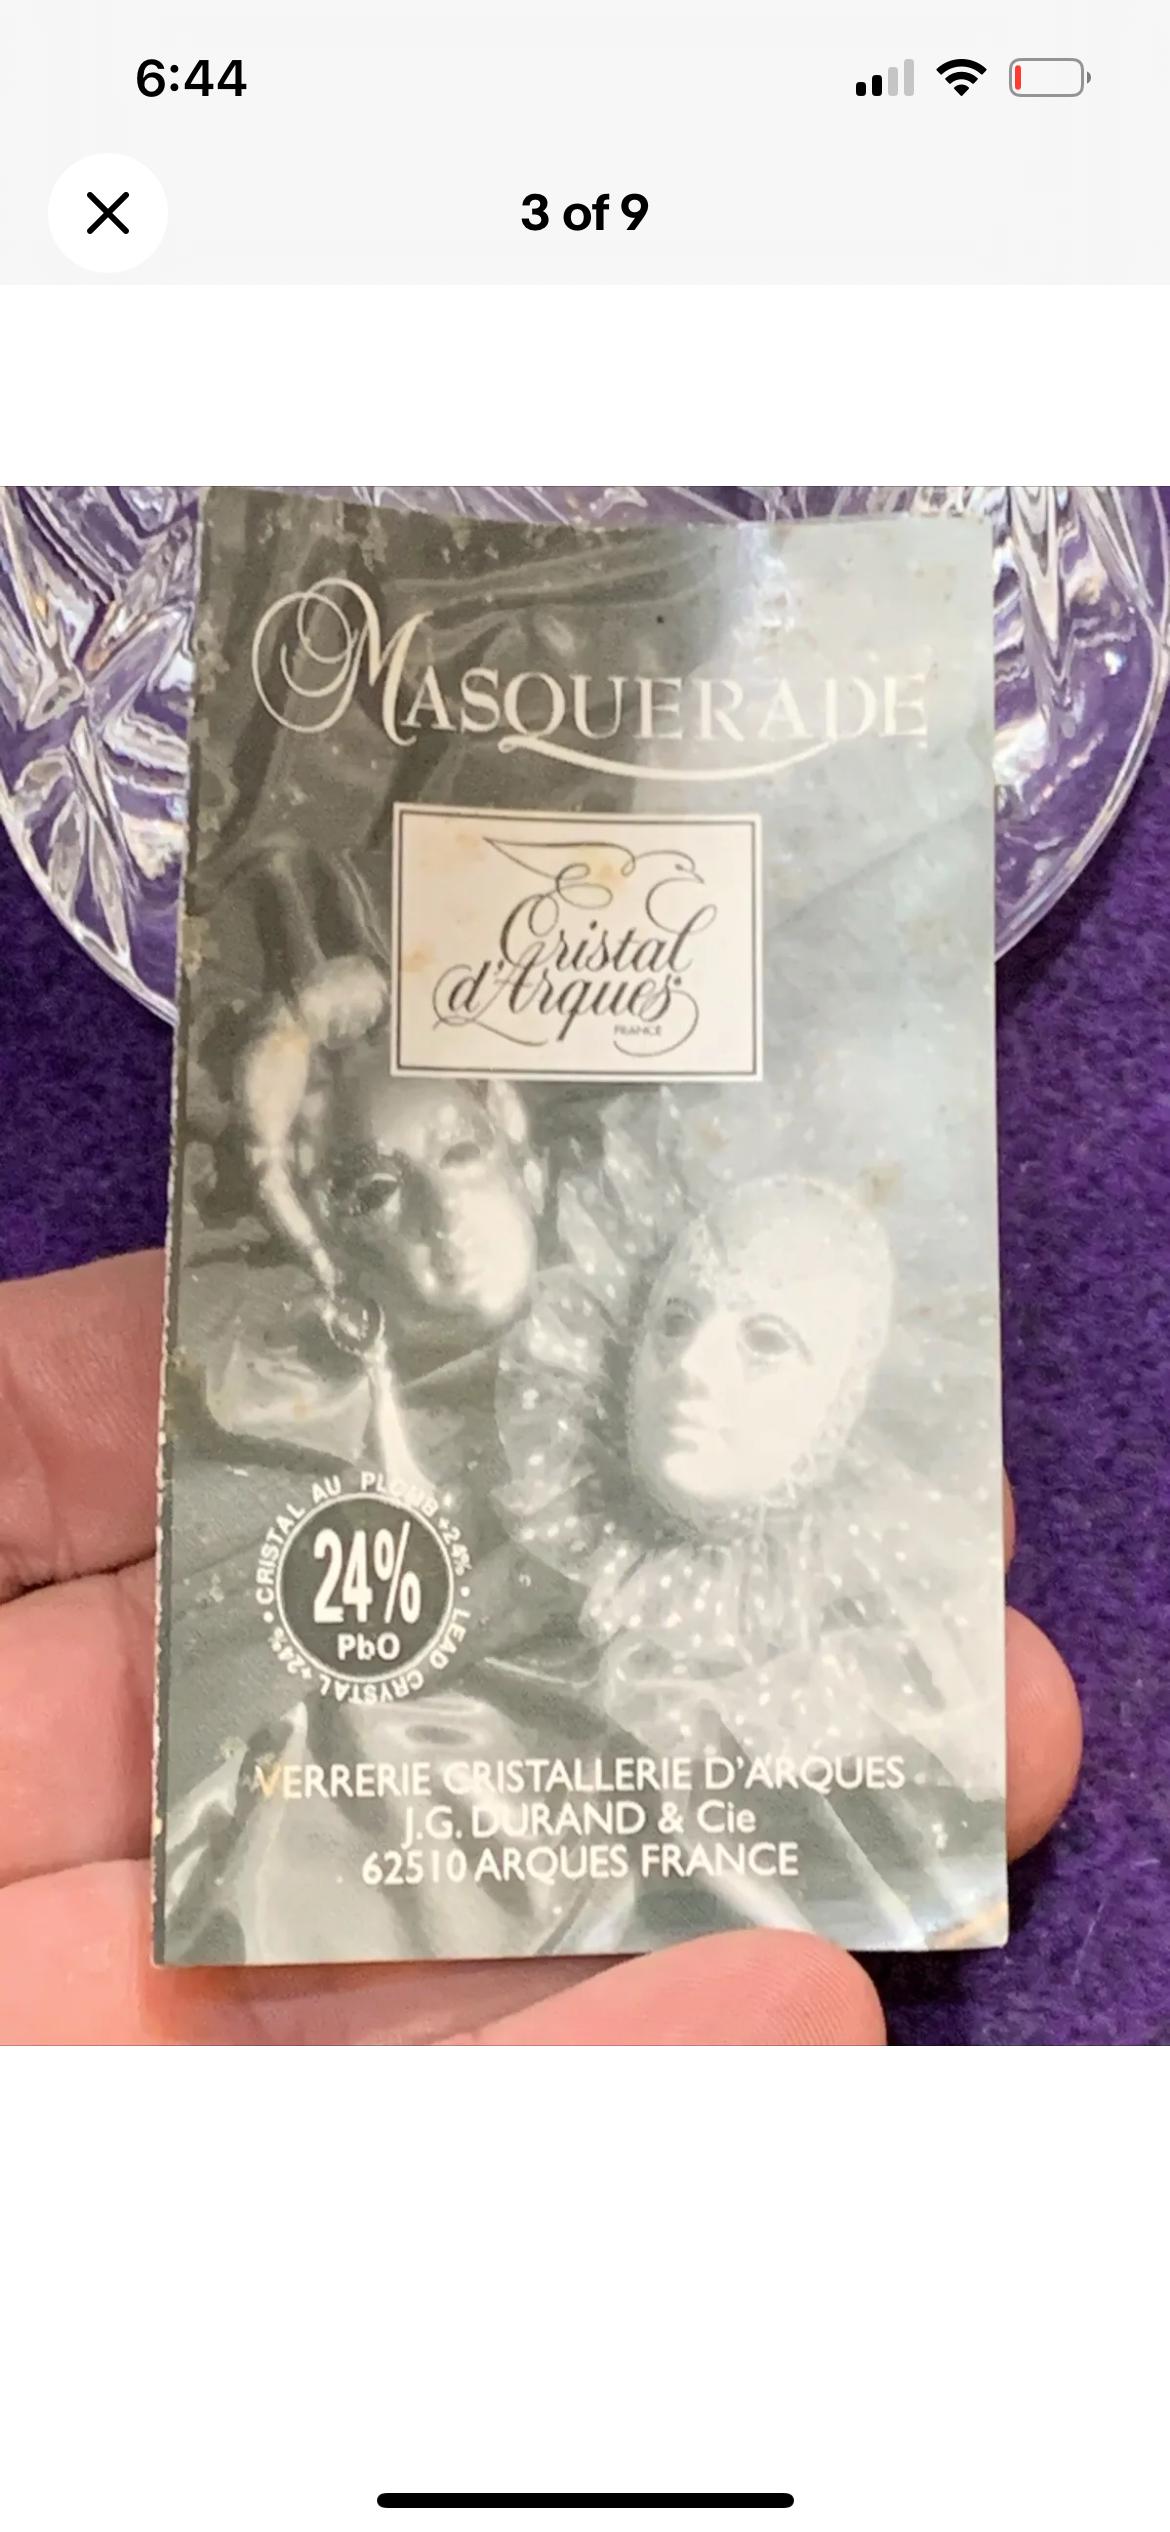 6:44
3 of 9
MASQUERADE
Cristal
d'Arques
FRANCE
CRISTAL AU PLOMB +24% • LEAD CRYSTAL +24% •
24%
PbO
VERRERIE CRISTALLERIE D'ARQUES
J.G. DURAND & Cie
62510 ARQUES FRANCE